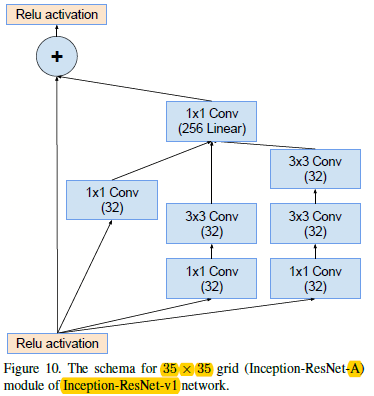 Relu activation
+
1x1 Conv
(256 Linear)
3x3 Conv
(32)
1x1 Conv
(32)
3x3 Conv
(32)
3x3 Conv
(32)
1x1 Conv
(32)
1x1 Conv
(32)
Relu activation
Figure 10. The schema for 35 × 35 grid (Inception-ResNet-A)
module of Inception-ResNet-v1 network.